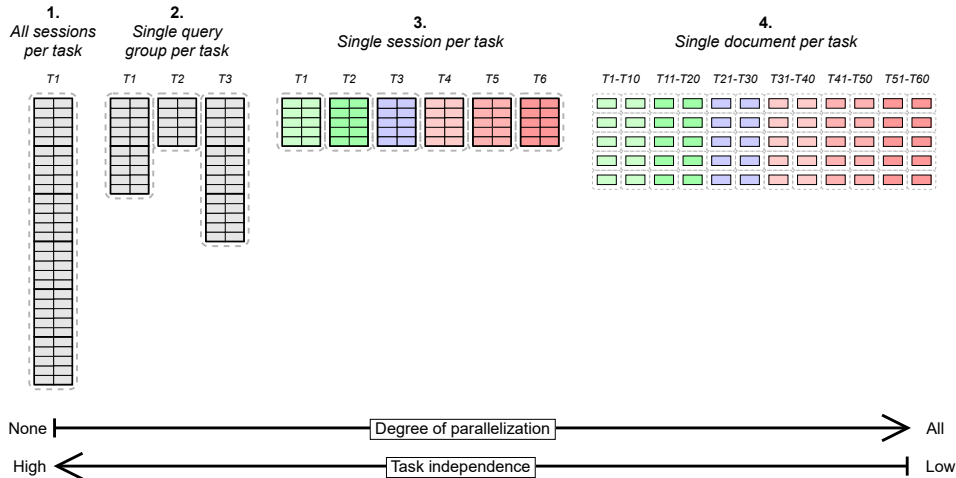 1.
All sessions
per task
T1
2.
Single query
group per task
T1 T2 T3
3.
Single session per task
T1 T2 T3 T4 T5 T6
4.
Single document per task
T1-T10 T11-T20 T21-T30 T31-T40 T41-T50 T51-T60
None Degree of parallelization All
High Task independence Low